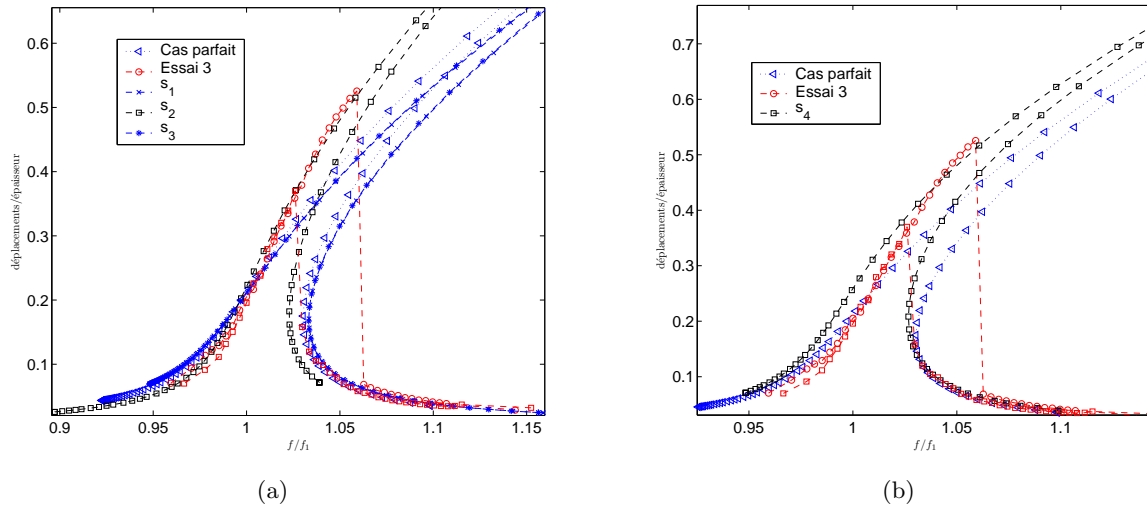 0.6
0.5
0.4
0.3
0.2
0.1
déplacements/épaisseur
Cas parfait
Essai 3
s1
s2
s3
0.9
0.95
1
1.05
1.1
1.15
f/f1
(a)
0.7
0.6
0.5
0.4
0.3
0.2
0.1
déplacements/épaisseur
Cas parfait
Essai 3
s4
0.95
1
1.05
1.1
f/f1
(b)